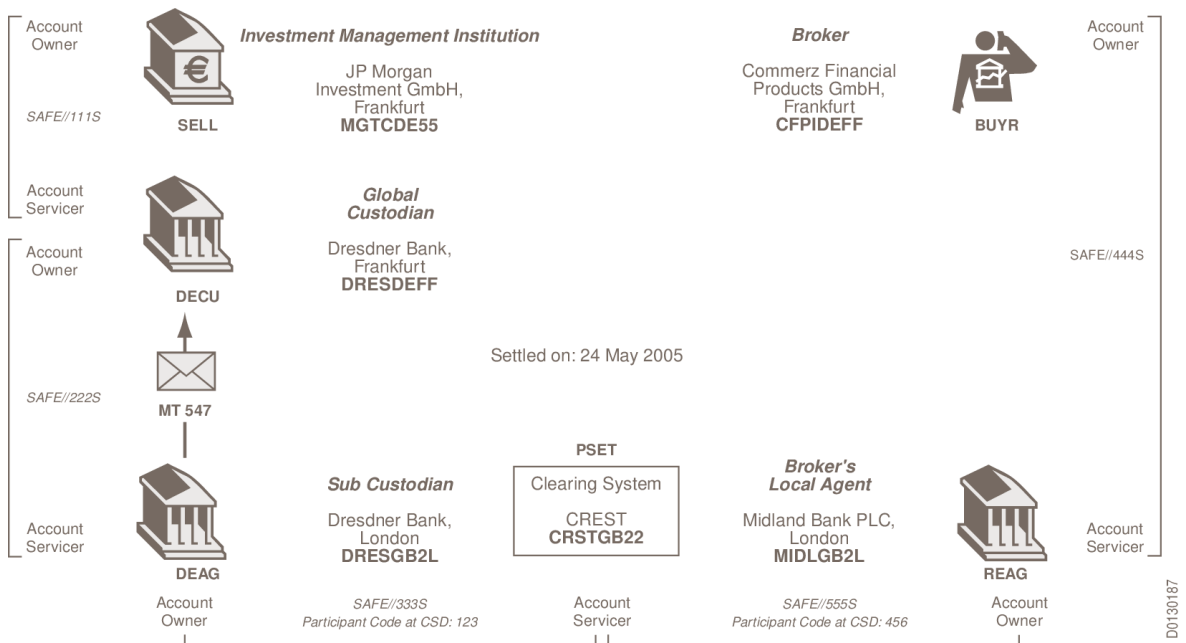 Account
Owner
Investment Management Institution
Broker
Account
Owner
JP Morgan
Investment GmbH,
Frankfurt
MGTCDE55
Commerz Financial
Products GmbH,
Frankfurt
CFPIDEFF
€
SAFE//111S
SELL
BUYR
Account
Servicer
Global
Custodian
Account
Owner
Dresdner Bank,
Frankfurt
DRESDEFF
SAFE//444S
DECU
Settled on: 24 May 2005
SAFE//222S
MT 547
PSET
Sub Custodian
Clearing System
Broker's
Local Agent
Account
Servicer
Dresdner Bank,
London
DRESGB2L
CREST
CRSTGB22
Midland Bank PLC,
London
MIDLGB2L
Account
Servicer
DEAG
REAG
Account
Owner
SAFE//333S
Participant Code at CSD: 123
Account
Servicer
SAFE//555S
Participant Code at CSD: 456
Account
Owner
D0130187